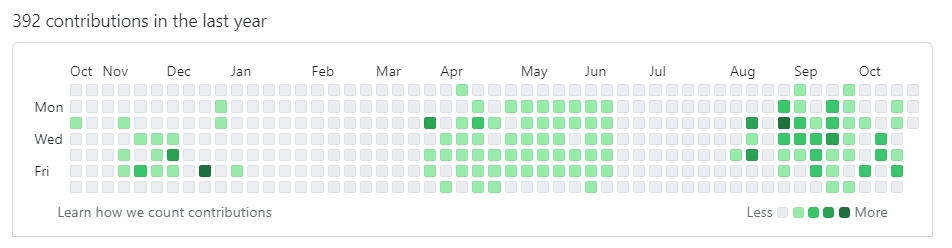 392 contributions in the last year
Oct Nov Dec Jan Feb Mar Apr May Jun Jul Aug Sep Oct
Mon
Wed
Fri
Learn how we count contributions
Less More